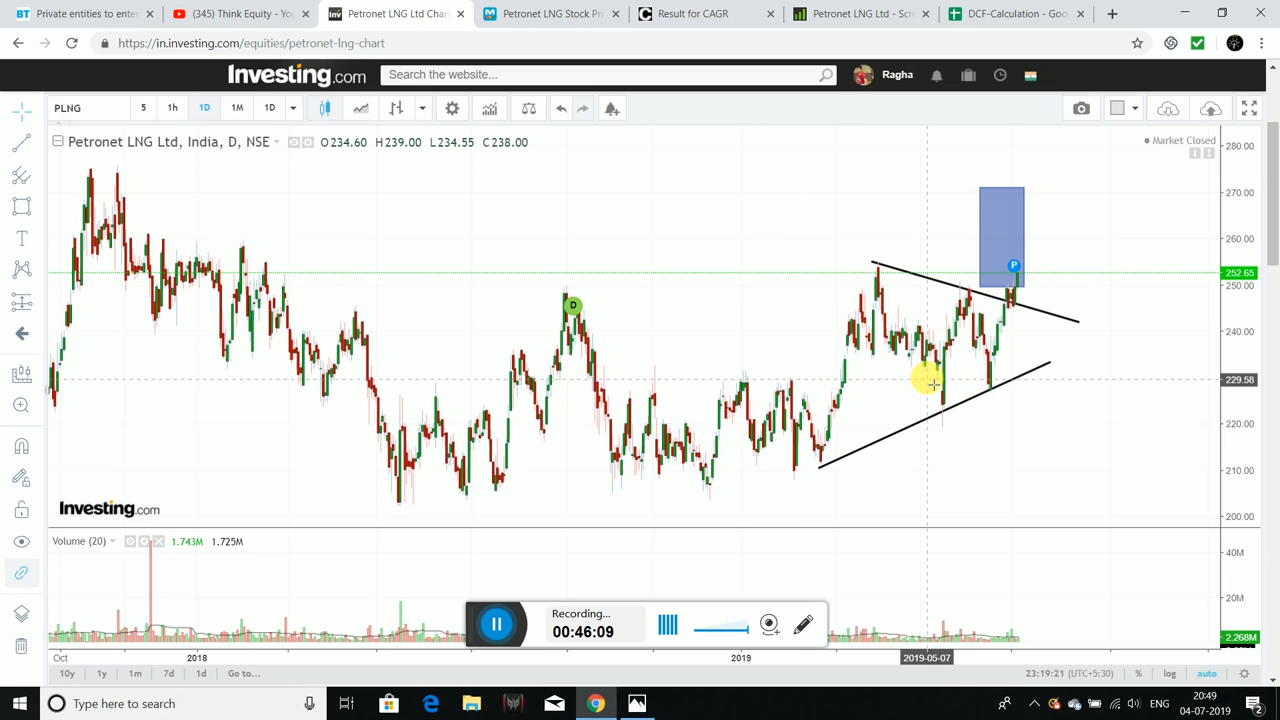 Private entities to enter
(345) Think Equity - You
Petronet LNG Ltd Chart
Petronet LNG Stock Pr
Result for CAGR
Petronet LNG Ltd - Scr
DCF-Calculation - Goo
https://in.investing.com/equities/petronet-lng-chart
Investing.com
Search the website...
Ragha
PLNG
5
1h
1D
1M
1D
Petronet LNG Ltd, India, D, NSE
O 234.60 H 239.00 L 234.55 C 238.00
Market Closed
280.00
270.00
260.00
252.65
250.00
240.00
229.58
220.00
210.00
200.00
P
D
Investing.com
Volume (20)
1.743M
1.725M
40M
20M
2.268M
Recording...
00:46:09
Oct
2018
2019
2019-05-07
10y
1y
1m
7d
1d
Go to...
23:19:21 (UTC+5:30)
%
log
auto
Type here to search
ENG
20:49
04-07-2019
2